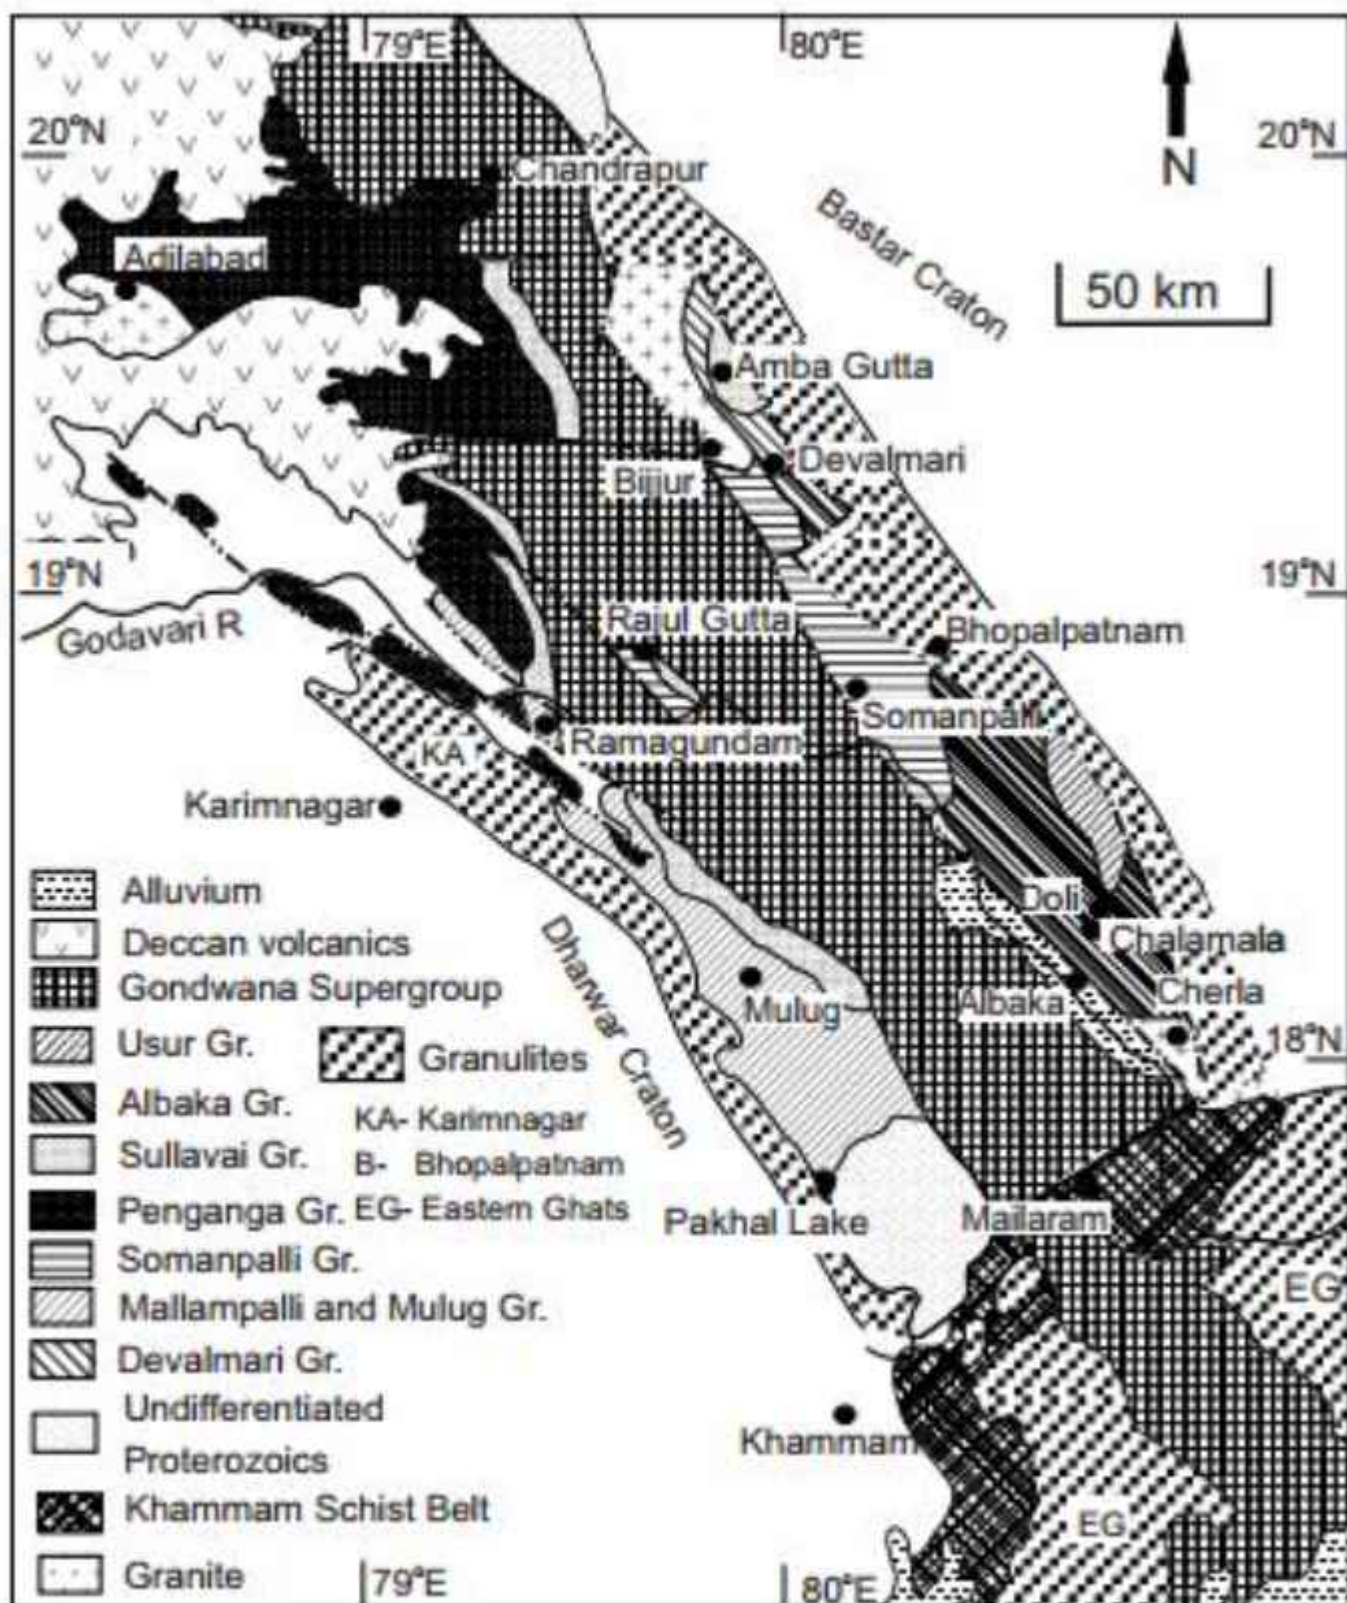 79°E
80°E
20°N
20°N
N
Chandrapur
Bastar Craton
Adilabad
50 km
Amba Gutta
Bijjur
Devalmari
19°N
19°N
Godavari R
Rajul Gutta
Bhopalpatnam
Somanpalli
KA
Ramagundam
Karimnagar
Doli
Chalamala
Albaka
Cherla
Mulug
Dharwar Craton
18°N
Pakhal Lake
Mailaram
EG
Khammam
EG
Alluvium
Deccan volcanics
Gondwana Supergroup
Usur Gr.
Granulites
Albaka Gr.
KA- Karimnagar
Sullavai Gr.
B- Bhopalpatnam
Penganga Gr.
EG- Eastern Ghats
Somanpalli Gr.
Mallampalli and Mulug Gr.
Devalmari Gr.
Undifferentiated
Proterozoics
Khammam Schist Belt
Granite
79°E
80°E